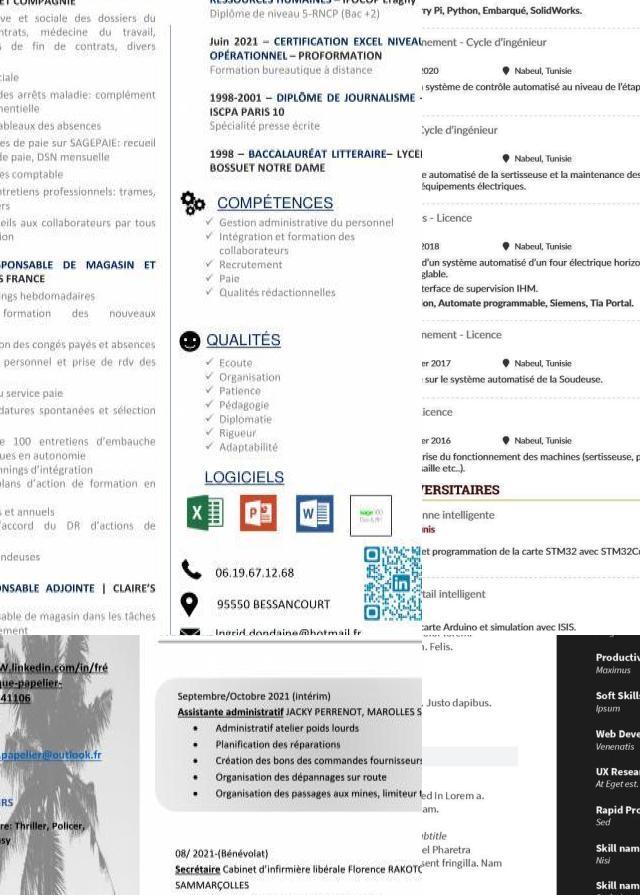 ET COMPAGNIE
ve et sociale des dossiers du
ntrats, médecine du travail,
de fin de contrats, divers
ciale
des arrêts maladie: complément
mentielle
ableaux des absences
es de paie sur SAGEPAIE: recueil
de paie, DSN mensuelle
es comptable
ntretiens professionnels: trames,
ers
eils aux collaborateurs par tous
ion
SPONSABLE DE MAGASIN ET
S FRANCE
ings hebdomadaires
formation des nouveaux
on des congés payés et absences
personnel et prise de rdv des
u service paie
datures spontanées et sélection
e 100 entretiens d'embauche
ques en autonomie
nnings d'intégration
plans d'action de formation en
s et annuels
'accord du DR d'actions de
endeuses
NSABLE ADJOINTE | CLAIRE'S
sable de magasin dans les tâches
ement
RESSOURCES HUMAINES – IFOCOP Eragny
Diplôme de niveau 5-RNCP (Bac +2)
Juin 2021 – CERTIFICATION EXCEL NIVEAU
OPÉRATIONNEL – PROFORMATION
Formation bureautique à distance
1998-2001 – DIPLÔME DE JOURNALISME -
ISCPA PARIS 10
Spécialité presse écrite
1998 – BACCALAURÉAT LITTERAIRE– LYCEE
BOSSUET NOTRE DAME
COMPÉTENCES
✓ Gestion administrative du personnel
✓ Intégration et formation des
collaborateurs
✓ Recrutement
✓ Paie
✓ Qualités rédactionnelles
QUALITÉS
✓ Ecoute
✓ Organisation
✓ Patience
✓ Pédagogie
✓ Diplomatie
✓ Rigueur
✓ Adaptabilité
LOGICIELS
sage 100
06.19.67.12.68
95550 BESSANCOURT
Ingrid.dondaine@hotmail.fr
ry Pi, Python, Embarqué, SolidWorks.
nement - Cycle d'ingénieur
2020 Nabeul, Tunisie
système de contrôle automatisé au niveau de l'étap
Cycle d'ingénieur
Nabeul, Tunisie
e automatisé de la sertisseuse et la maintenance des
équipements électriques.
s - Licence
2018 Nabeul, Tunisie
d'un système automatisé d'un four électrique horizo
glable.
terface de supervision IHM.
on, Automate programmable, Siemens, Tia Portal.
nement - Licence
er 2017 Nabeul, Tunisie
sur le système automatisé de la Soudeuse.
icence
er 2016 Nabeul, Tunisie
rise du fonctionnement des machines (sertisseuse, p
saille etc..).
ERSITAIRES
nne intelligente
nis
et programmation de la carte STM32 avec STM32C
tail intelligent
carte Arduino et simulation avec ISIS.
W.linkedin.com/in/fré
que-papelier-
41106
.papelier@outlook.fr
IRS
re: Thriller, Policer,
sy
Septembre/Octobre 2021 (intérim)
Assistante administratif JACKY PERRENOT, MAROLLES S
• Administratif atelier poids lourds
• Planification des réparations
• Création des bons des commandes fournisseurs
• Organisation des dépannages sur route
• Organisation des passages aux mines, limiteur
08/ 2021-(Bénévolat)
Secrétaire Cabinet d'infirmière libérale Florence RAKOTO
SAMMARÇOLLES
. Felis.
. Justo dapibus.
ed In Lorem a.
am.
btitle
el Pharetra
sent fringilla. Nam
Productiv
Maximus
Soft Skills
Ipsum
Web Deve
Venenatis
UX Resear
At Eget est.
Rapid Pro
Sed
Skill nam
Nisi
Skill nam